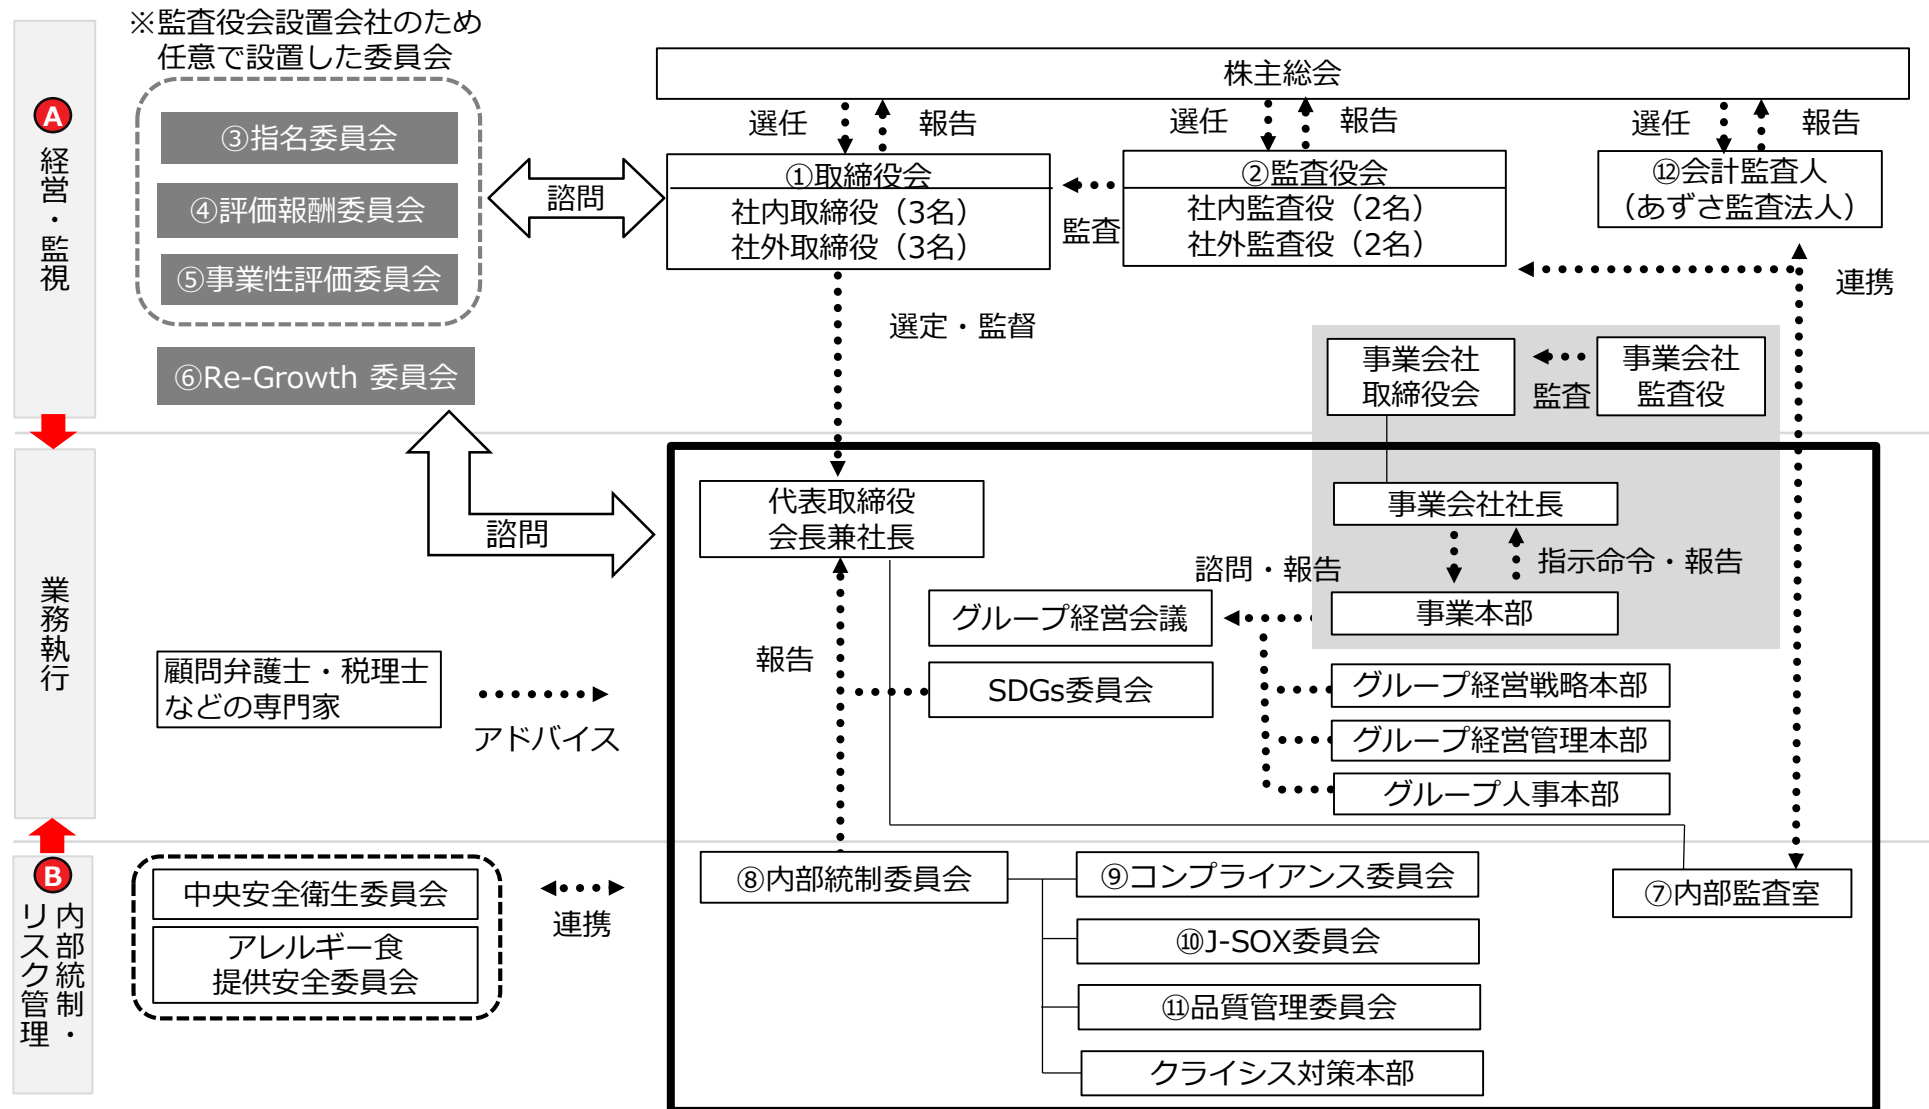 ※監査役会設置会社のため
任意で設置した委員会
A
経営・監視
③指名委員会
④評価報酬委員会
⑤事業性評価委員会
⑥Re-Growth 委員会
諮問
株主総会
選任
報告
選任
報告
選任
報告
①取締役会
社内取締役（3名）
社外取締役（3名）
監査
②監査役会
社内監査役（2名）
社外監査役（2名）
⑫会計監査人
（あずさ監査法人）
連携
選定・監督
事業会社
取締役会
監査
事業会社
監査役
業務執行
諮問
代表取締役
会長兼社長
事業会社社長
指示命令・報告
諮問・報告
事業本部
グループ経営会議
報告
SDGs委員会
グループ経営戦略本部
グループ経営管理本部
グループ人事本部
顧問弁護士・税理士
などの専門家
アドバイス
B
内部統制・
リスク管理
中央安全衛生委員会
アレルギー食
提供安全委員会
連携
⑧内部統制委員会
⑨コンプライアンス委員会
⑩J-SOX委員会
⑪品質管理委員会
クライシス対策本部
⑦内部監査室